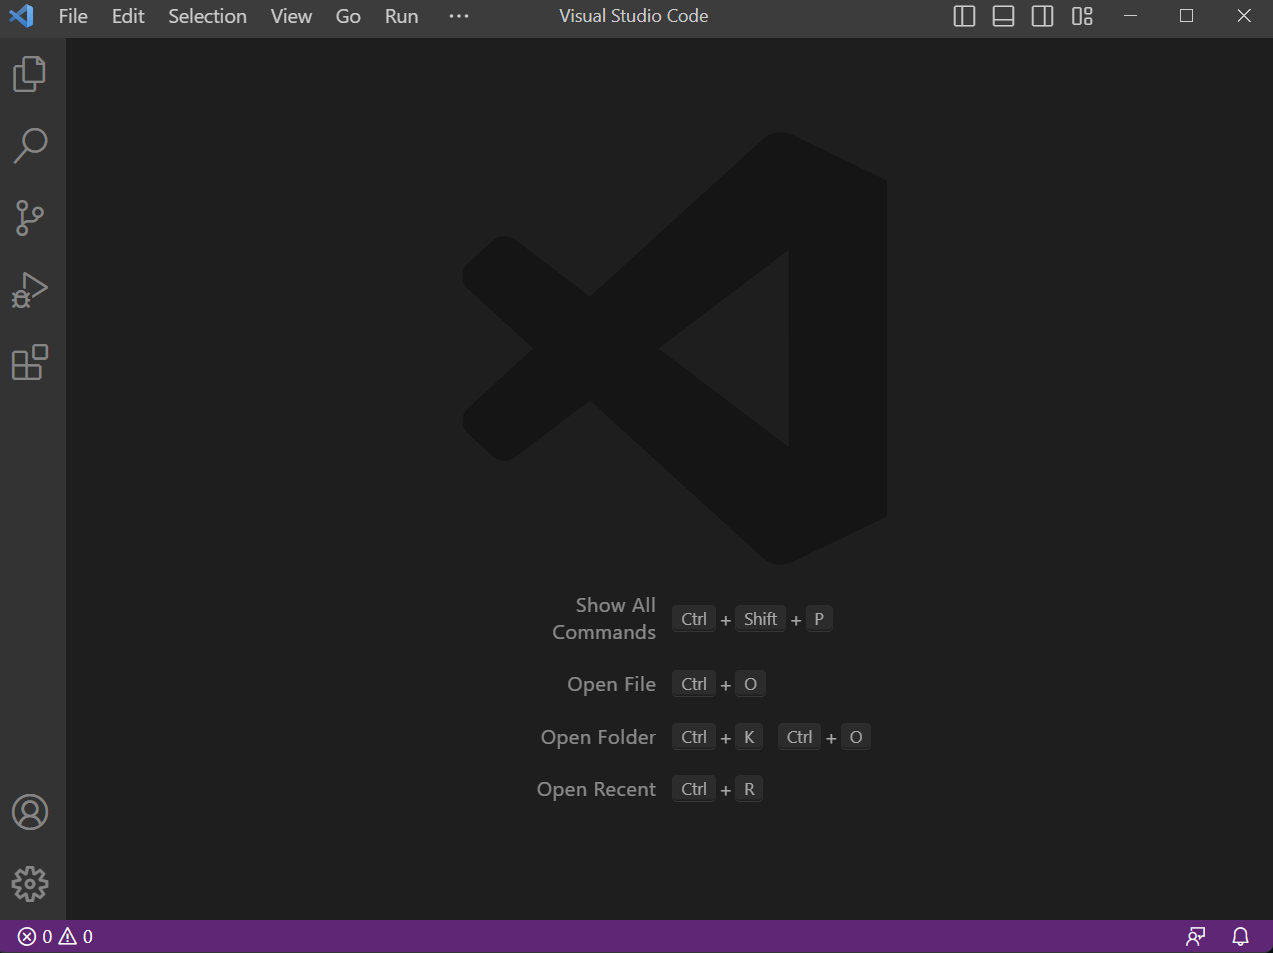 File Edit Selection View Go Run ··· Visual Studio Code
Show All
Commands Ctrl + Shift + P
Open File Ctrl + O
Open Folder Ctrl + K Ctrl + O
Open Recent Ctrl + R
0 0